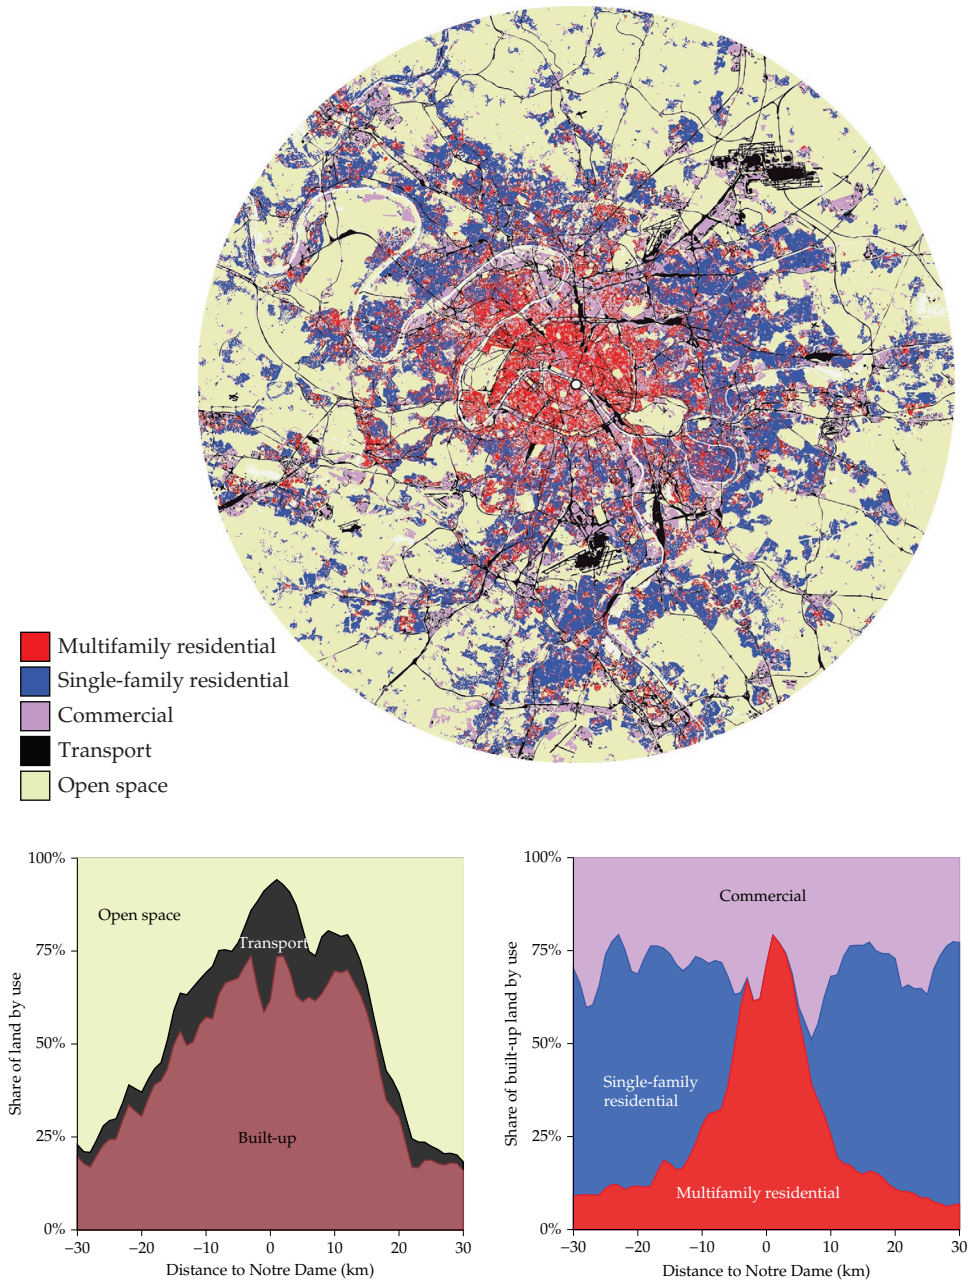 Multifamily residential
Single-family residential
Commercial
Transport
Open space
100%
75%
50%
25%
0%
Share of land by use
Open space
Transport
Built-up
−30
−20
−10
0
10
20
30
Distance to Notre Dame (km)
100%
75%
50%
25%
0%
Share of built-up land by use
Commercial
Single-family
residential
Multifamily residential
−30
−20
−10
0
10
20
30
Distance to Notre Dame (km)